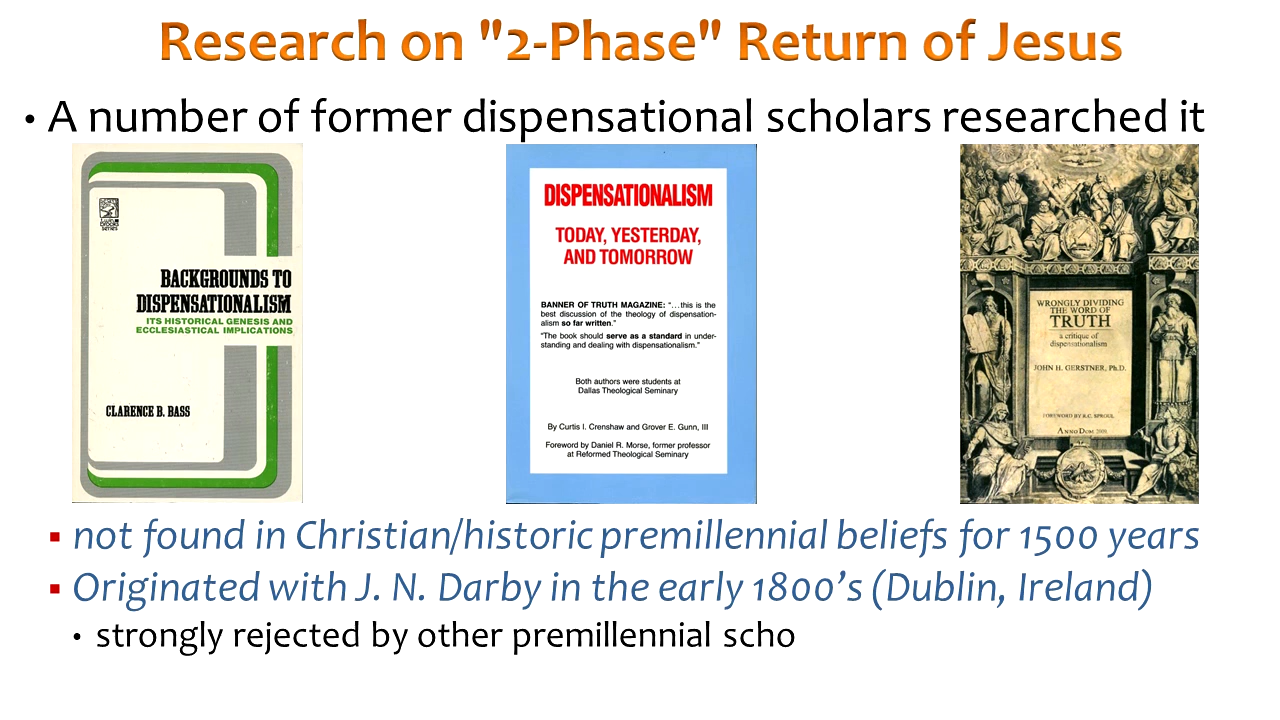 Research on "2-Phase" Return of Jesus
• A number of former dispensational scholars researched it
BACKGROUNDS TO
DISPENSATIONALISM
ITS HISTORICAL GENESIS AND
ECCLESIASTICAL IMPLICATIONS
CLARENCE B. BASS
DISPENSATIONALISM
TODAY, YESTERDAY,
AND TOMORROW
BANNER OF TRUTH MAGAZINE: “…this is the
best discussion of the theology of dispensation-
alism so far written.”
“The book should serve as a standard in under-
standing and dealing with dispensationalism.”
Both authors were students at
Dallas Theological Seminary
By Curtis I. Crenshaw and Grover E. Gunn, III
Foreword by Daniel R. Morse, former professor
at Reformed Theological Seminary
WRONGLY DIVIDING
THE WORD OF
TRUTH
a critique of
dispensationalism
JOHN H. GERSTNER, Ph.D.
FOREWORD BY R.C. SPROUL
▪ not found in Christian/historic premillennial beliefs for 1500 years
▪ Originated with J. N. Darby in the early 1800’s (Dublin, Ireland)
• strongly rejected by other premillennial scho